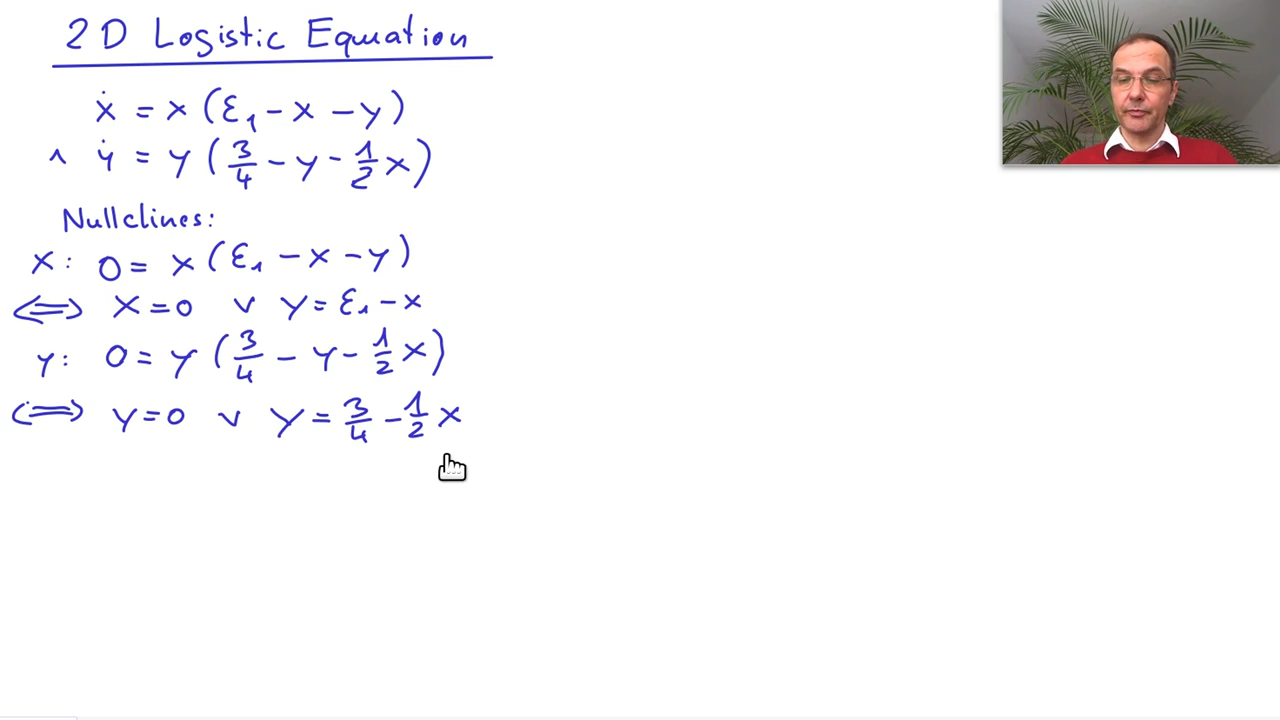 2D Logistic Equation
ẋ = x (ε₁ - x - y)
∧ ẏ = y (3/4 - y - 1/2 x)
Nullclines:
x: 0 = x (ε₁ - x - y)
⟺ x = 0 ∨ y = ε₁ - x
y: 0 = y (3/4 - y - 1/2 x)
⟺ y = 0 ∨ y = 3/4 - 1/2 x